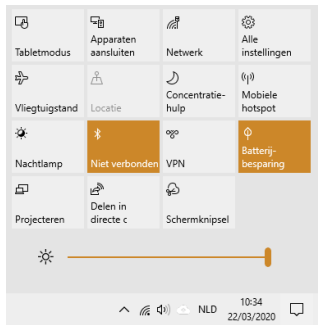 Tabletmodus
Apparaten
aansluiten
Netwerk
Alle
instellingen
Vliegtuigstand
Locatie
Concentratie-
hulp
Mobiele
hotspot
Nachtlamp
Niet verbonden
VPN
Batterij-
besparing
Projecteren
Delen in
directe c
Schermknipsel
NLD
10:34
22/03/2020